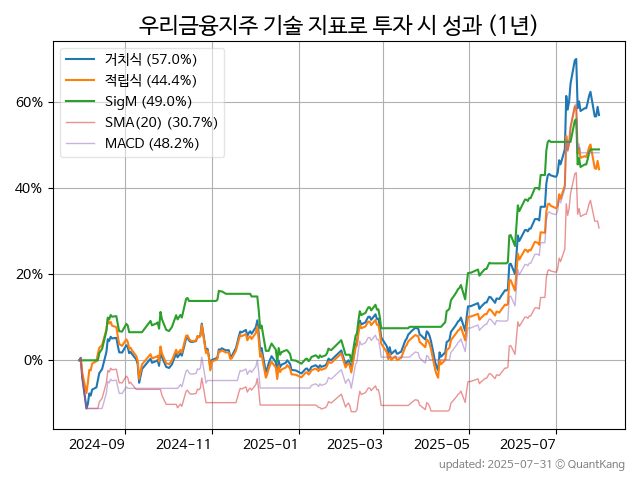 우리금융지주 기술 지표로 투자 시 성과 (1년)
거치식 (57.0%)
적립식 (44.4%)
SigM (49.0%)
SMA(20) (30.7%)
MACD (48.2%)
60%
40%
20%
0%
2024-09 2024-11 2025-01 2025-03 2025-05 2025-07
updated: 2025-07-31 © QuantKang